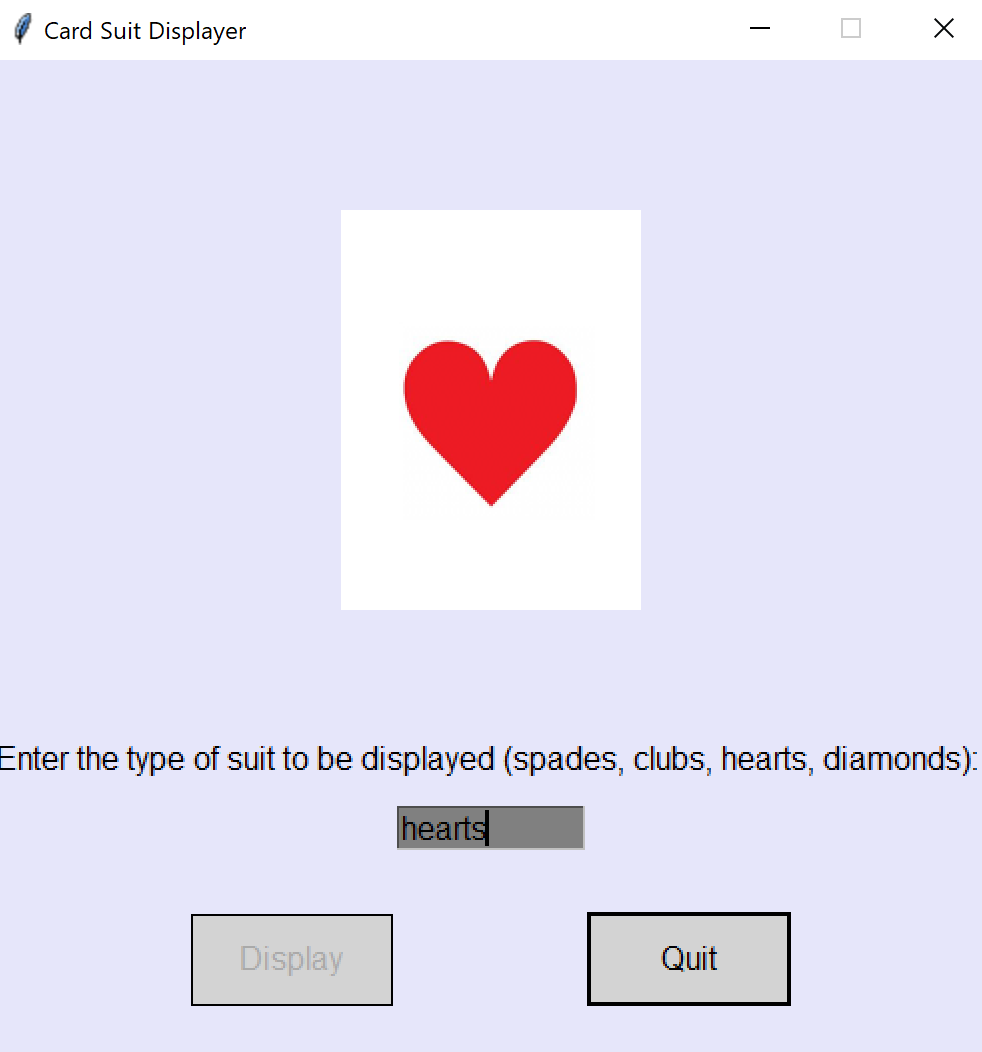 Card Suit Displayer
Enter the type of suit to be displayed (spades, clubs, hearts, diamonds):
hearts
Display
Quit